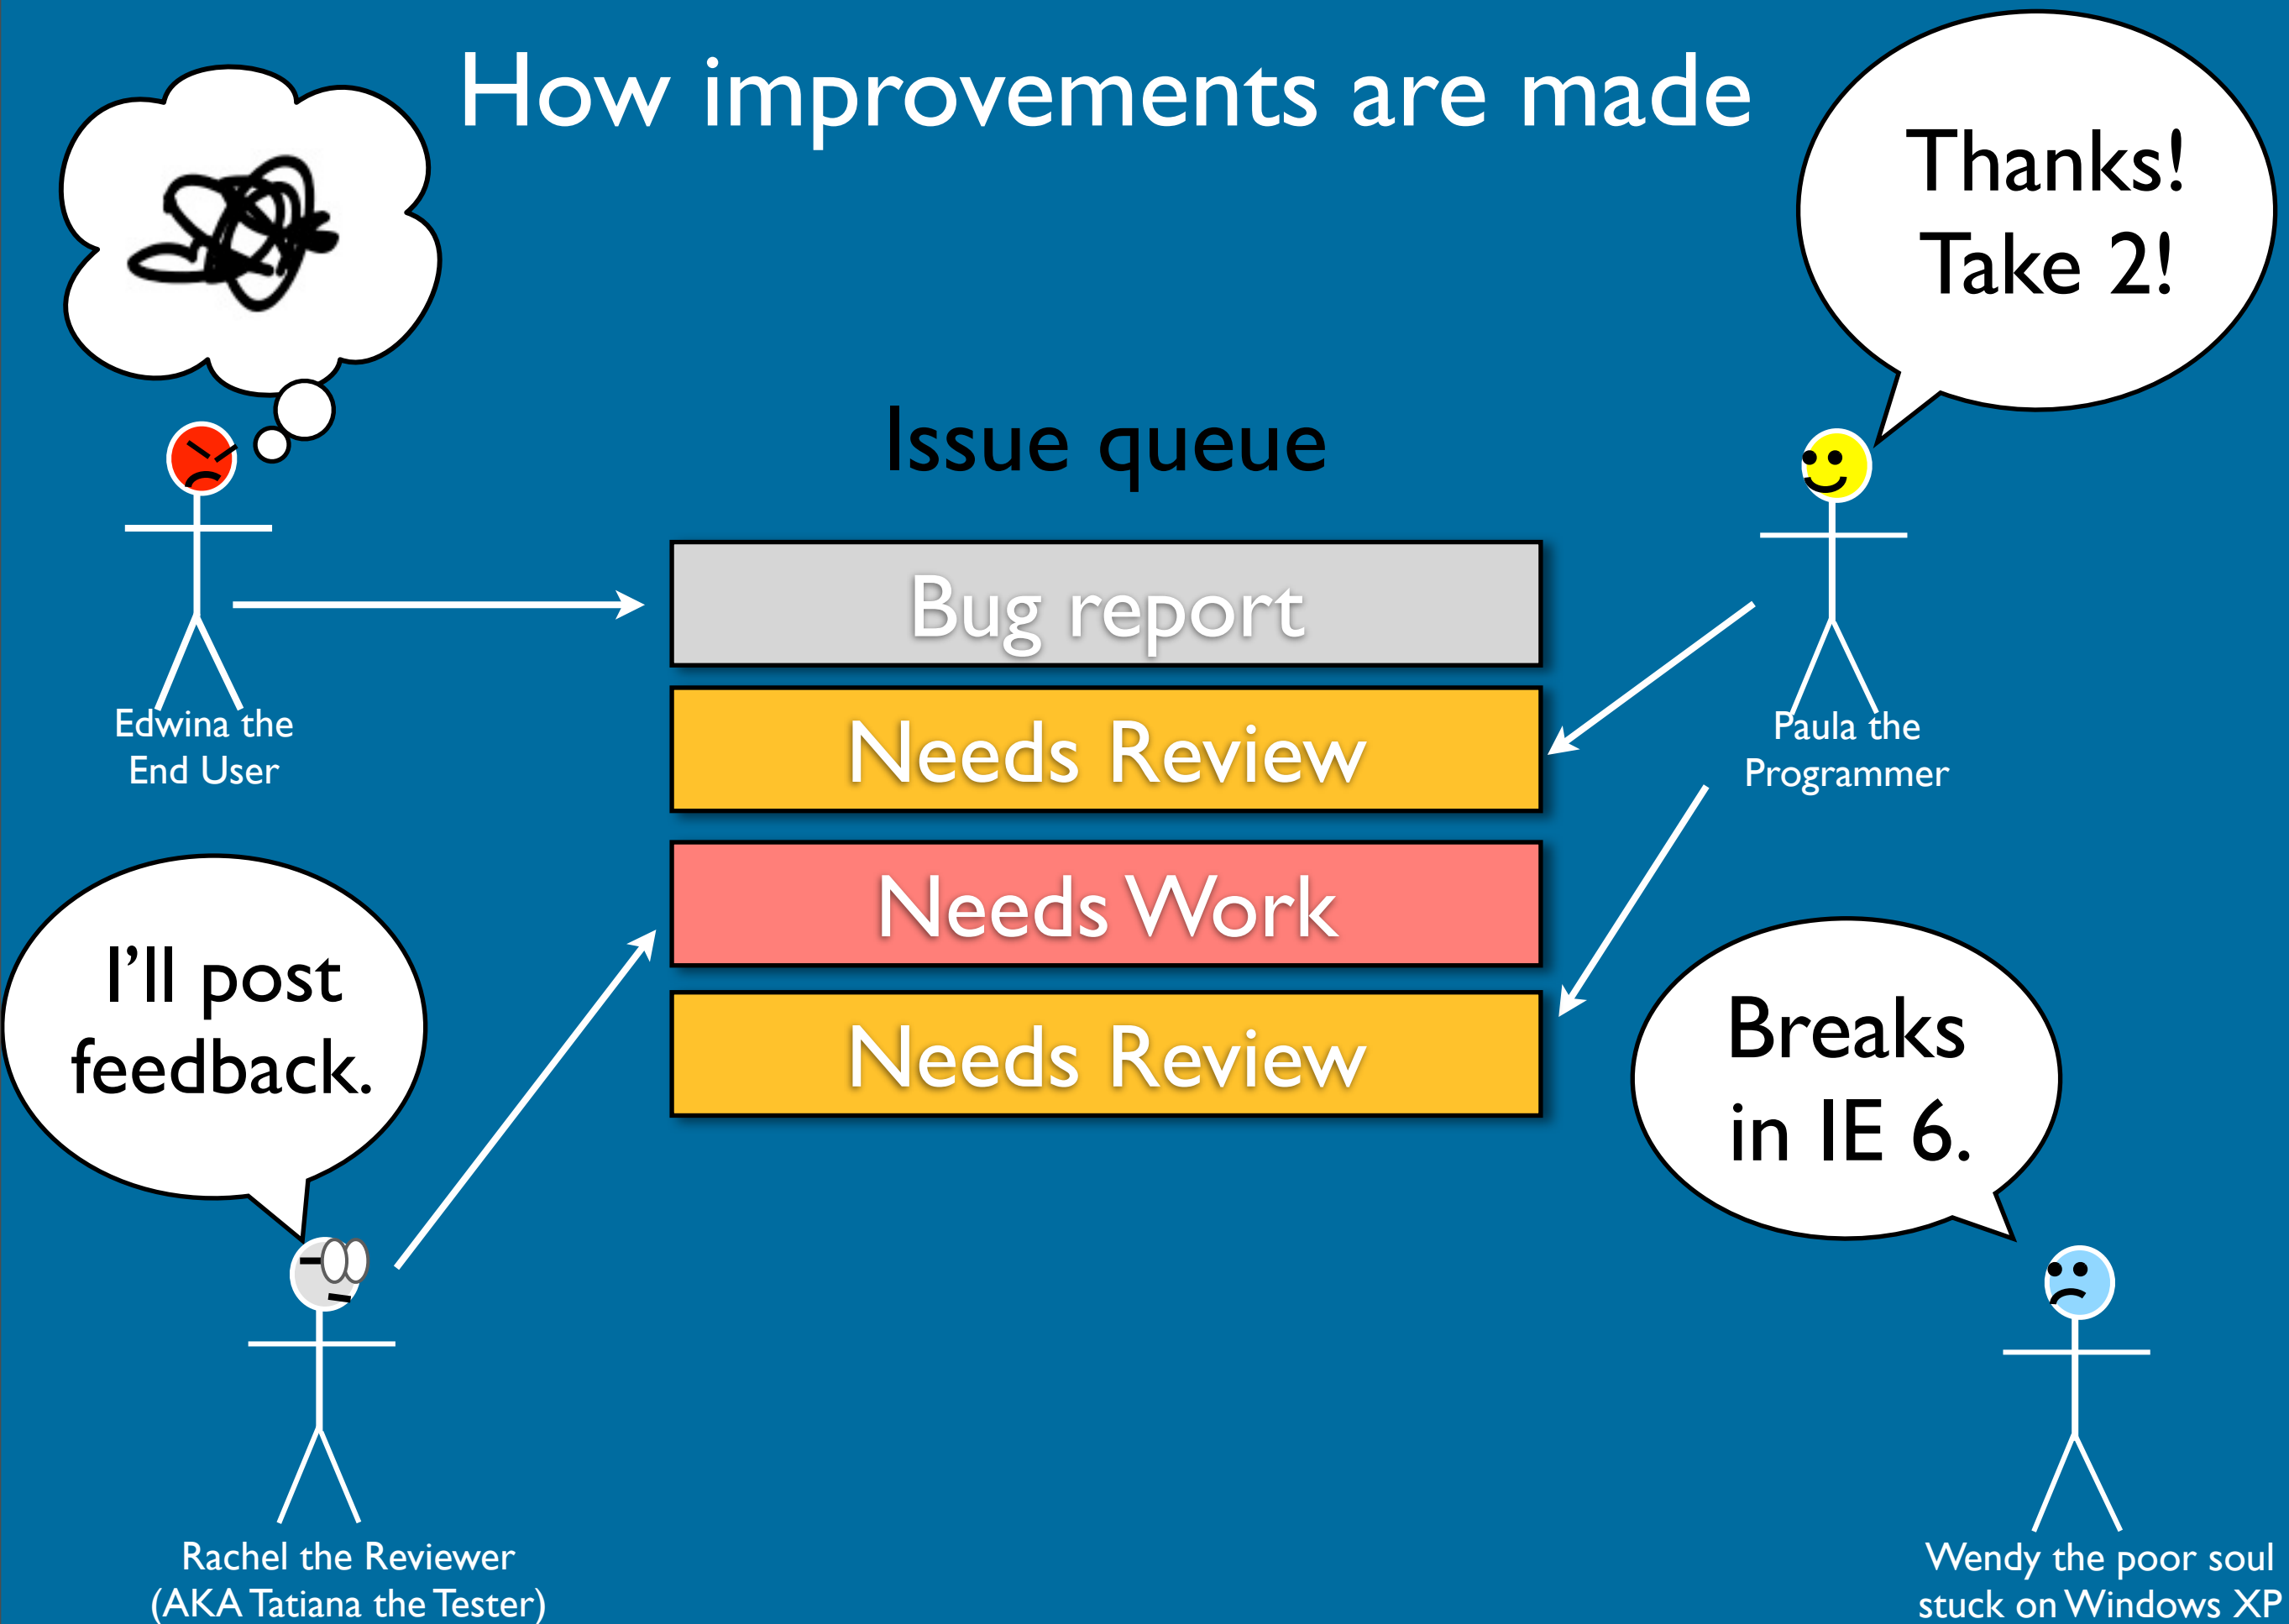 How improvements are made
Thanks!
Take 2!
Issue queue
Bug report
Needs Review
Edwina the
End User
Paula the
Programmer
Needs Work
I'll post
feedback.
Needs Review
Breaks
in IE 6.
Rachel the Reviewer
(AKA Tatiana the Tester)
Wendy the poor soul
stuck on Windows XP